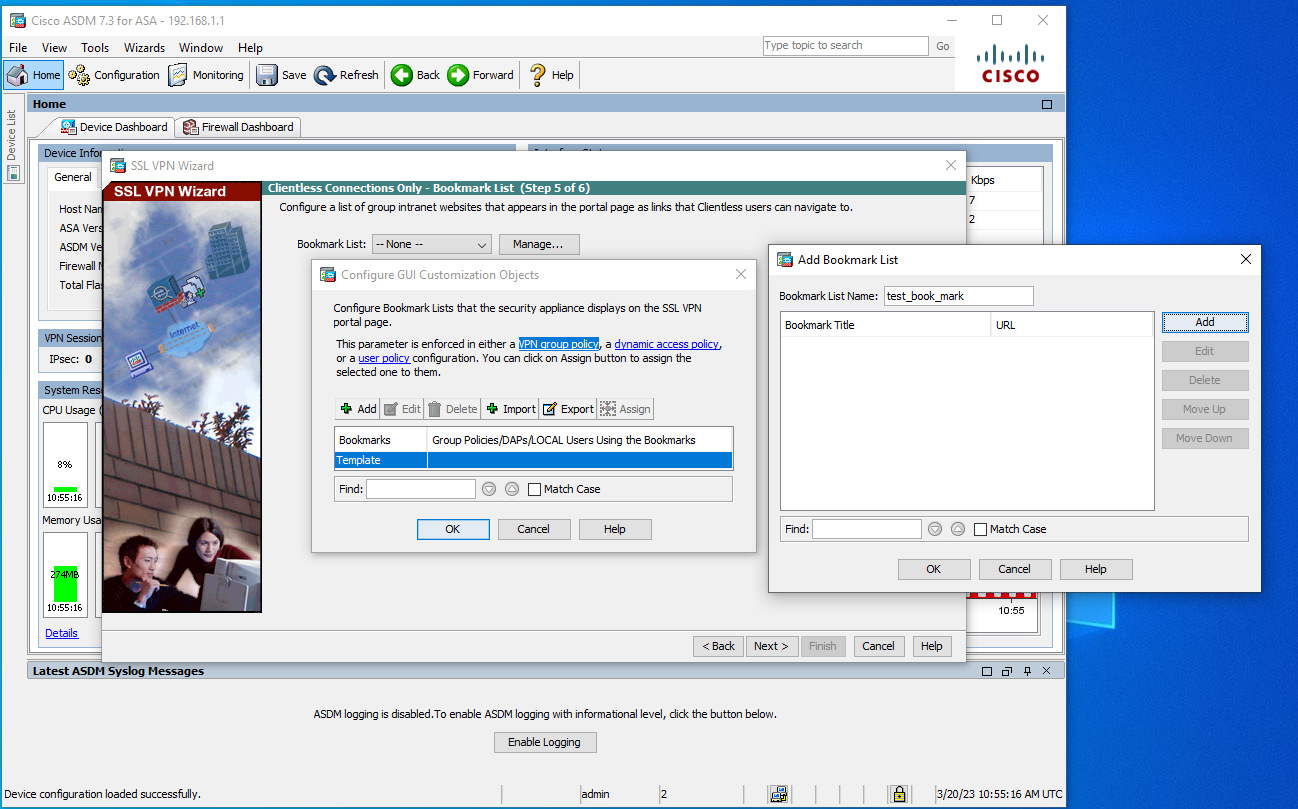 Cisco ASDM 7.3 for ASA - 192.168.1.1
File View Tools Wizards Window Help
Type topic to search Go
CISCO
Home Configuration Monitoring Save Refresh Back Forward Help
Device List
Home
Device Dashboard Firewall Dashboard
General
Kbps
7
2
IPsec: 0
CPU Usage
8%
10:55:16
274MB
10:55:16
Details
10:55
SSL VPN Wizard
SSL VPN Wizard
Internet
Clientless Connections Only - Bookmark List (Step 5 of 6)
Configure a list of group intranet websites that appears in the portal page as links that Clientless users can navigate to.
Bookmark List: -- None -- Manage...
Configure GUI Customization Objects
Configure Bookmark Lists that the security appliance displays on the SSL VPN
portal page.
This parameter is enforced in either a VPN group policy, a dynamic access policy,
or a user policy configuration. You can click on Assign button to assign the
selected one to them.
Add Edit Delete Import Export Assign
Bookmarks Group Policies/DAPs/LOCAL Users Using the Bookmarks
Template
Find: Match Case
OK Cancel Help
Add Bookmark List
Bookmark List Name: test_book_mark
Bookmark Title URL
Add
Edit
Delete
Move Up
Move Down
Find: Match Case
OK Cancel Help
< Back Next > Finish Cancel Help
Latest ASDM Syslog Messages
ASDM logging is disabled.To enable ASDM logging with informational level, click the button below.
Enable Logging
Device configuration loaded successfully. admin 2 3/20/23 10:55:16 AM UTC